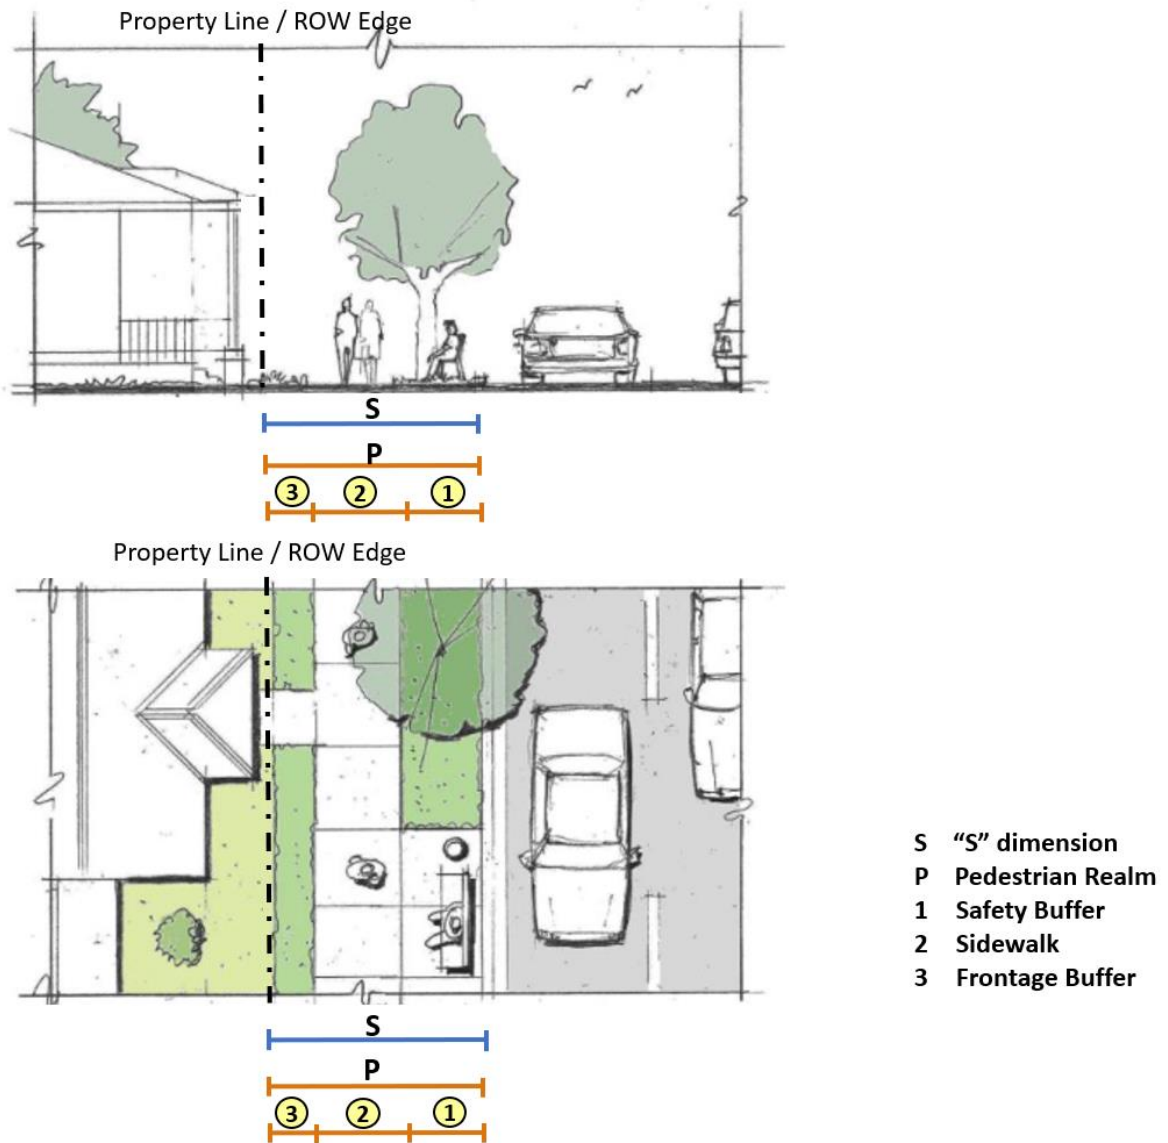 Property Line / ROW Edge
S
P
3 2 1
Property Line / ROW Edge
S “S” dimension
P Pedestrian Realm
1 Safety Buffer
2 Sidewalk
3 Frontage Buffer
S
P
3 2 1